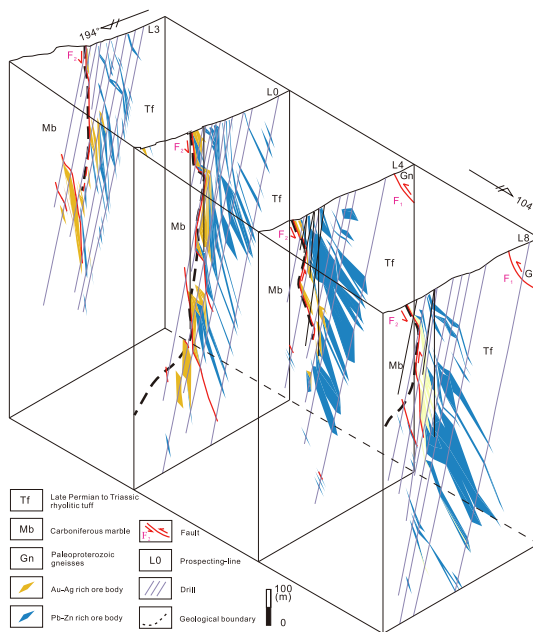 194°
L3
F2
Mb
Tf
L0
F2
Mb
Tf
L4
Gn
F1
104°
F2
Mb
Tf
L8
F1
G
F2
Mb
Tf
Tf
Late Permian to Triassic
rhyolitic tuff
Mb
Carboniferous marble
F2
Fault
Gn
Paleoproterozoic
gneisses
L0
Prospecting-line
Au-Ag rich ore body
Drill
100
(m)
0
Pb-Zn rich ore body
Geological boundary